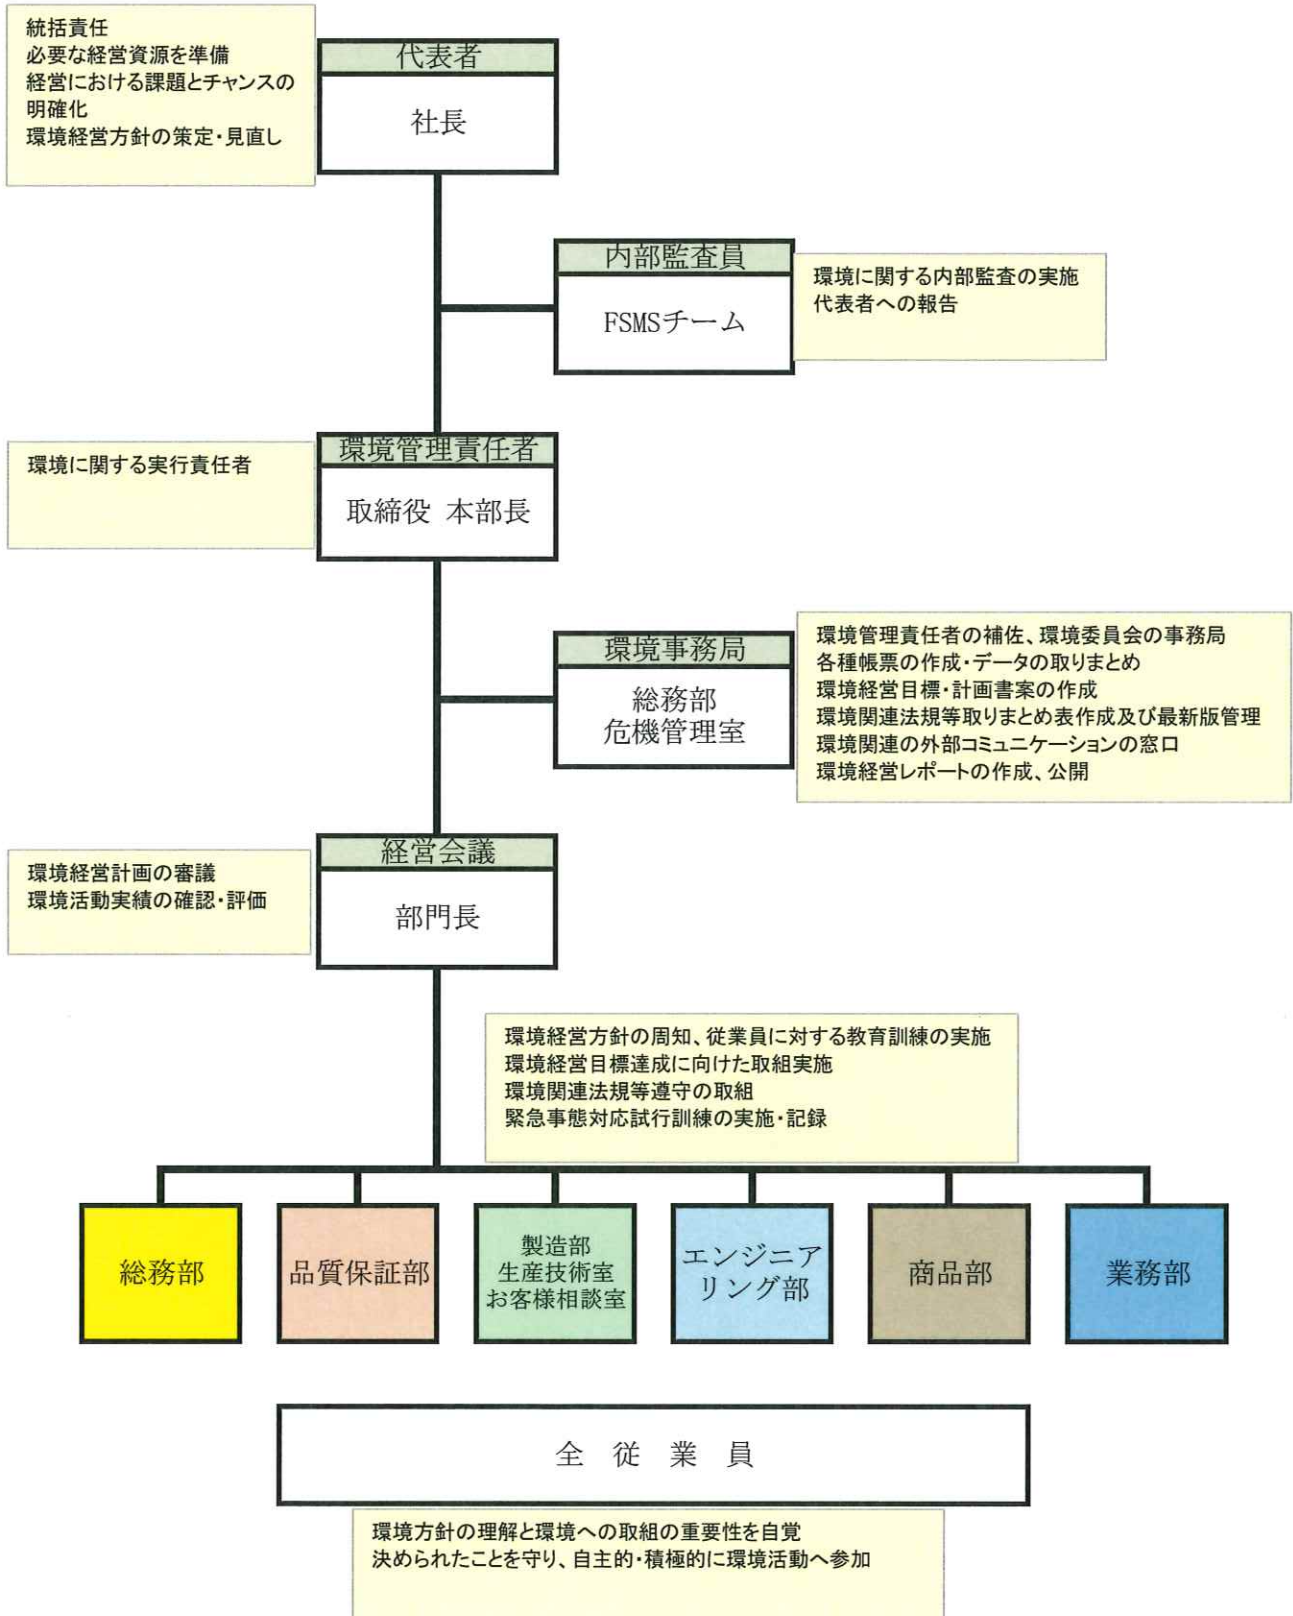 統括責任
必要な経営資源を準備
経営における課題とチャンスの
明確化
環境経営方針の策定・見直し
代表者
社長
内部監査員
FSMSチーム
環境に関する内部監査の実施
代表者への報告
環境に関する実行責任者
環境管理責任者
取締役 本部長
環境事務局
総務部
危機管理室
環境管理責任者の補佐、環境委員会の事務局
各種帳票の作成・データの取りまとめ
環境経営目標・計画書案の作成
環境関連法規等取りまとめ表作成及び最新版管理
環境関連の外部コミュニケーションの窓口
環境経営レポートの作成、公開
環境経営計画の審議
環境活動実績の確認・評価
経営会議
部門長
環境経営方針の周知、従業員に対する教育訓練の実施
環境経営目標達成に向けた取組実施
環境関連法規等遵守の取組
緊急事態対応試行訓練の実施・記録
総務部
品質保証部
製造部
生産技術室
お客様相談室
エンジニア
リング部
商品部
業務部
全 従 業 員
環境方針の理解と環境への取組の重要性を自覚
決められたことを守り、自主的・積極的に環境活動へ参加